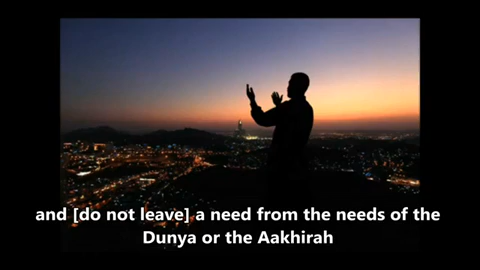 and [do not leave] a need from the needs of the
Dunya or the Aakhirah